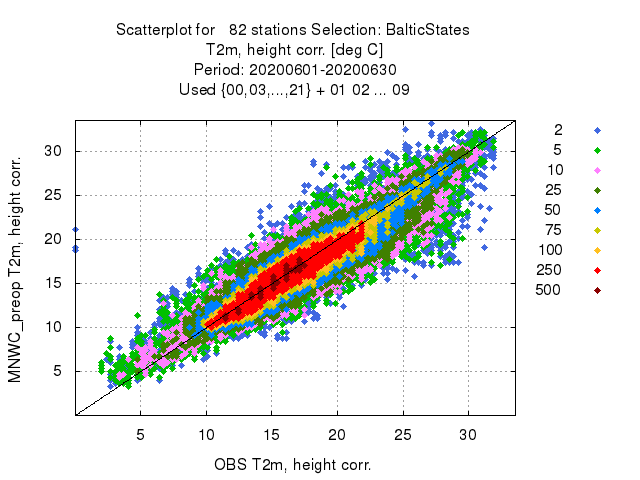 Scatterplot for   82 stations Selection: BalticStates
T2m, height corr. [deg C]
Period: 20200601-20200630
Used {00,03,...,21} + 01 02 ... 09
MNWC_preop T2m, height corr.
30
25
20
15
10
5
5 10 15 20 25 30
OBS T2m, height corr.
2
5
10
25
50
75
100
250
500